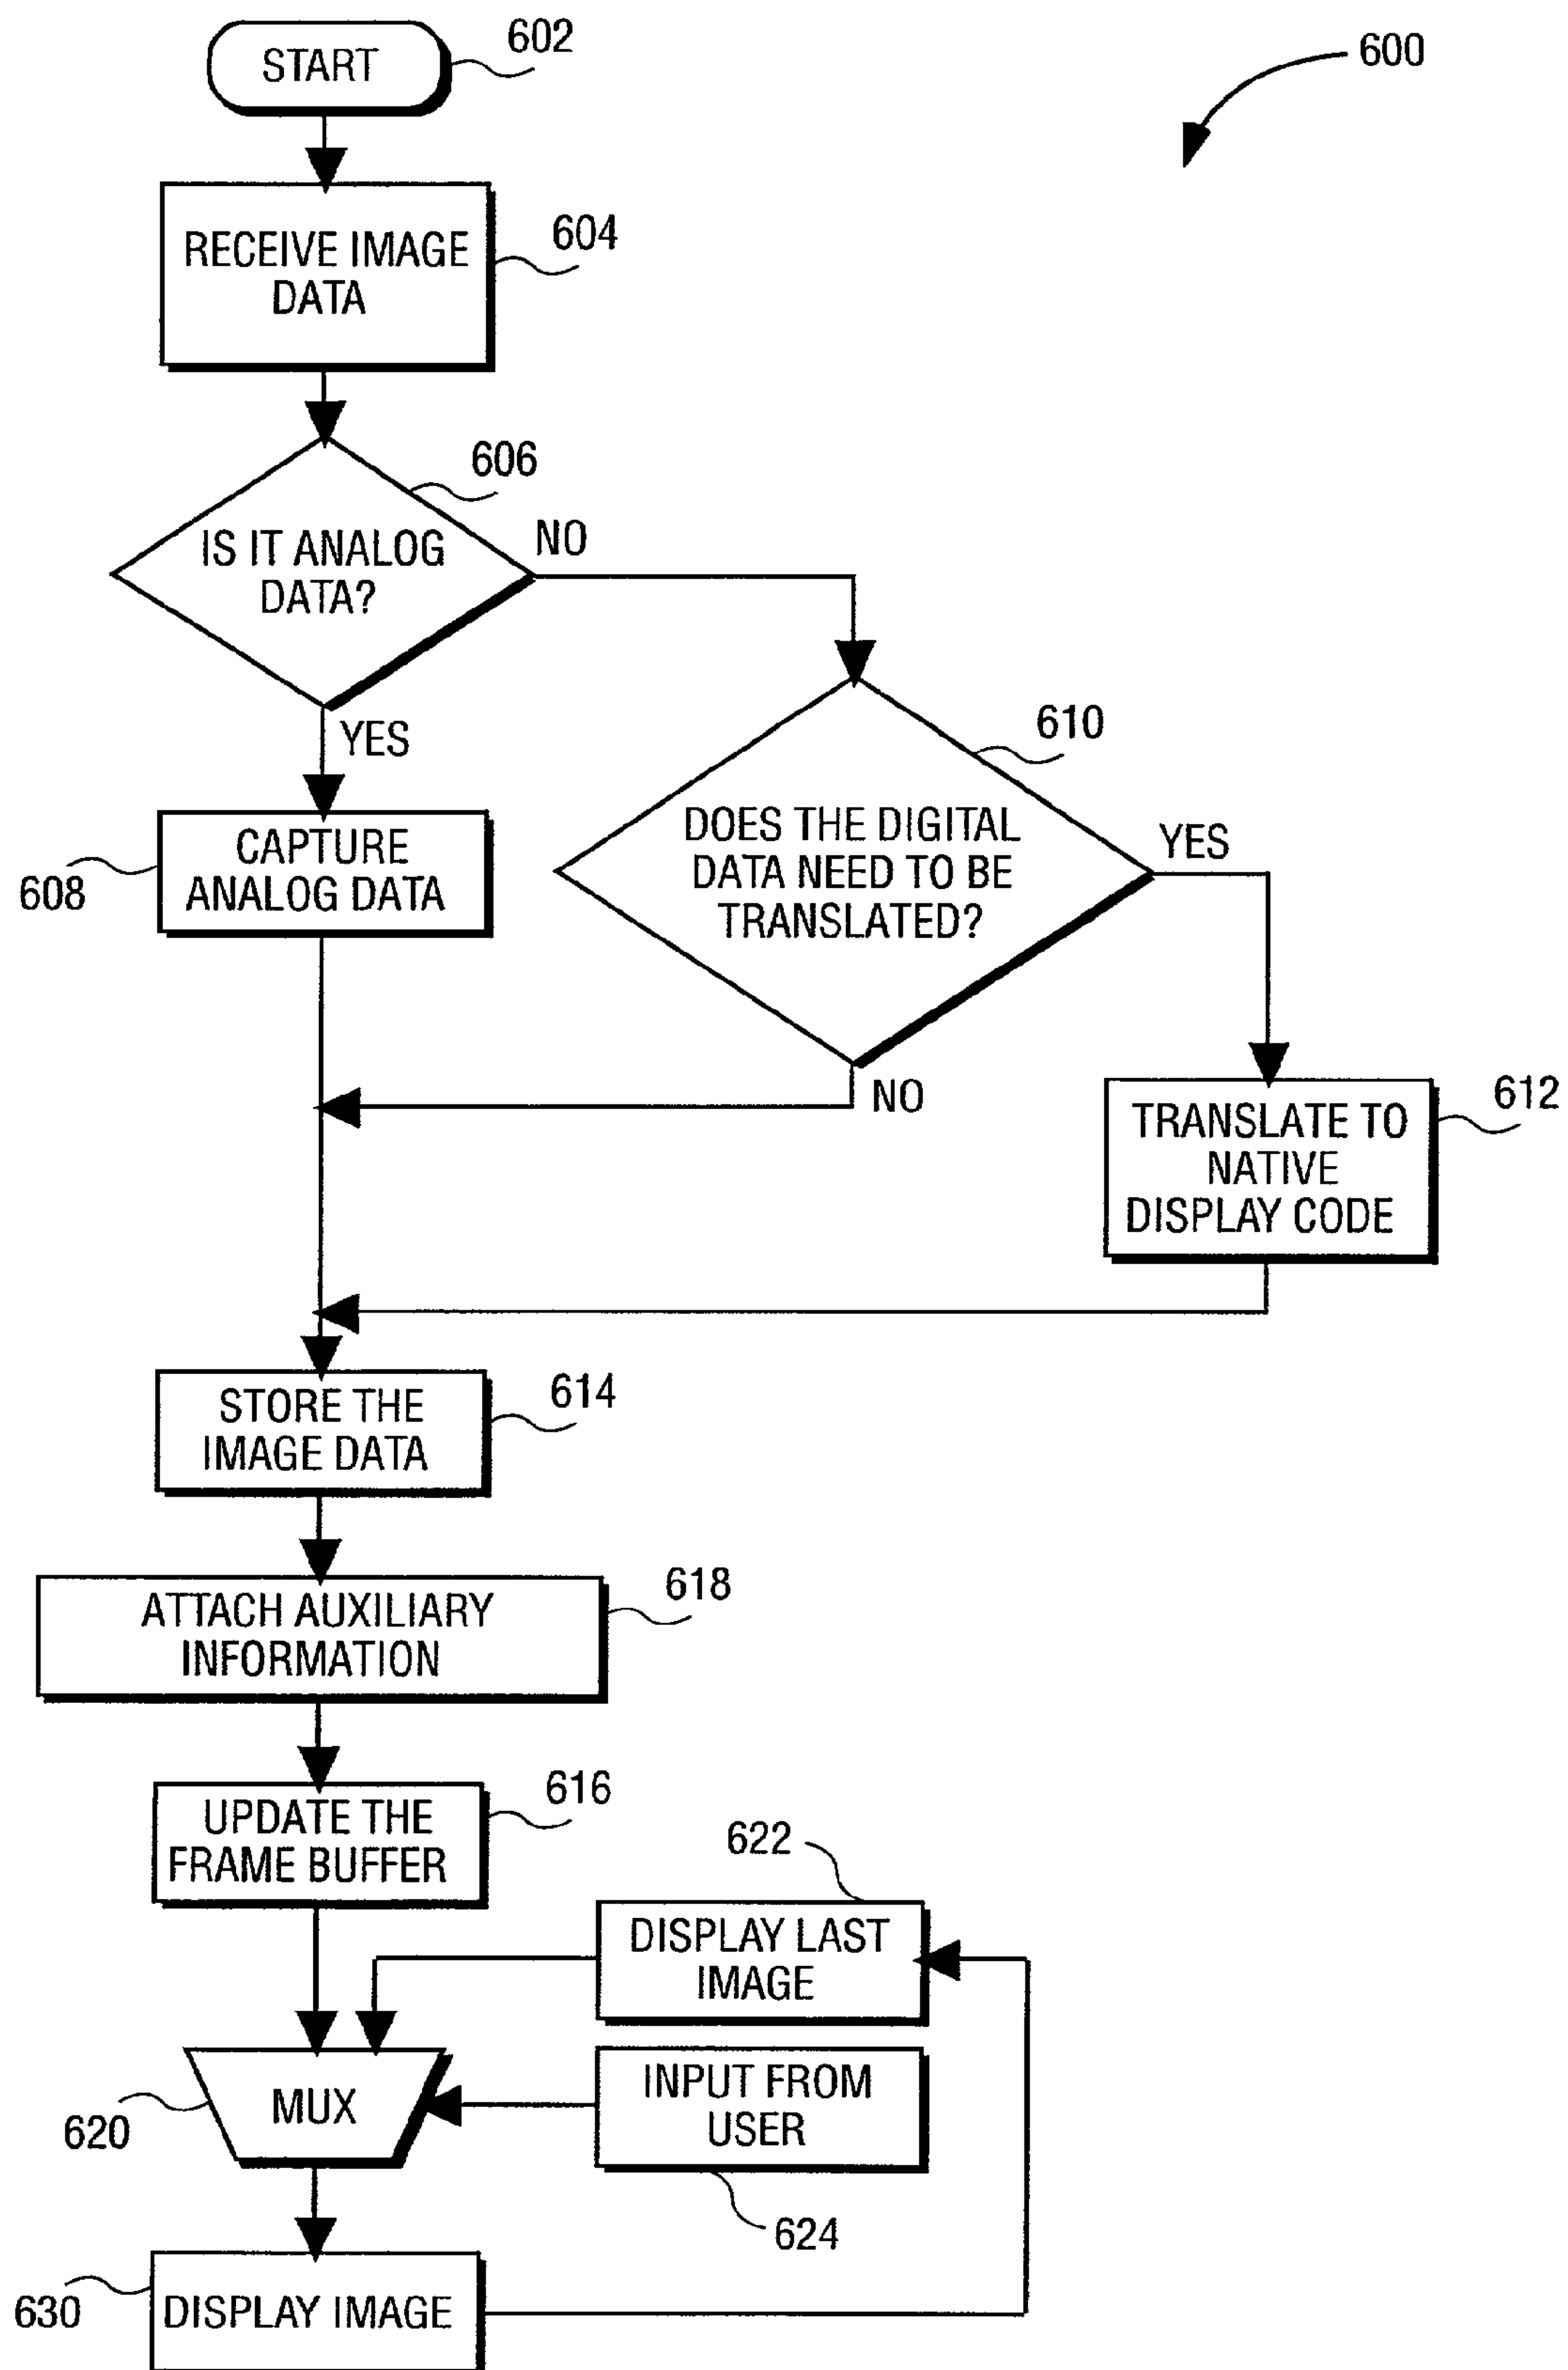 START
602
600
RECEIVE IMAGE
DATA
604
606
IS IT ANALOG
DATA?
NO
YES
610
DOES THE DIGITAL
DATA NEED TO BE
TRANSLATED?
YES
NO
CAPTURE
ANALOG DATA
608
612
TRANSLATE TO
NATIVE
DISPLAY CODE
STORE THE
IMAGE DATA
614
ATTACH AUXILIARY
INFORMATION
618
UPDATE THE
FRAME BUFFER
616
622
DISPLAY LAST
IMAGE
MUX
620
INPUT FROM
USER
624
DISPLAY IMAGE
630